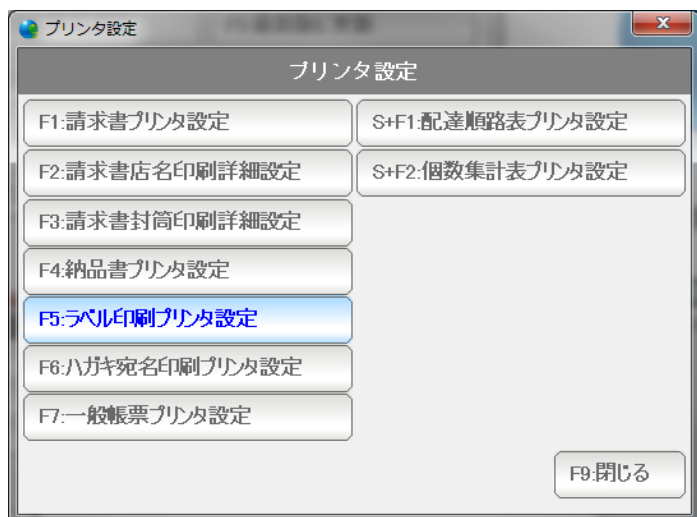 プリンタ設定
プリンタ設定
F1:請求書プリンタ設定
F2:請求書店名印刷詳細設定
F3:請求書封筒印刷詳細設定
F4:納品書プリンタ設定
F5:ラベル印刷プリンタ設定
F6:ハガキ宛名印刷プリンタ設定
F7:一般帳票プリンタ設定
S+F1:配達順路表プリンタ設定
S+F2:個数集計表プリンタ設定
F9:閉じる